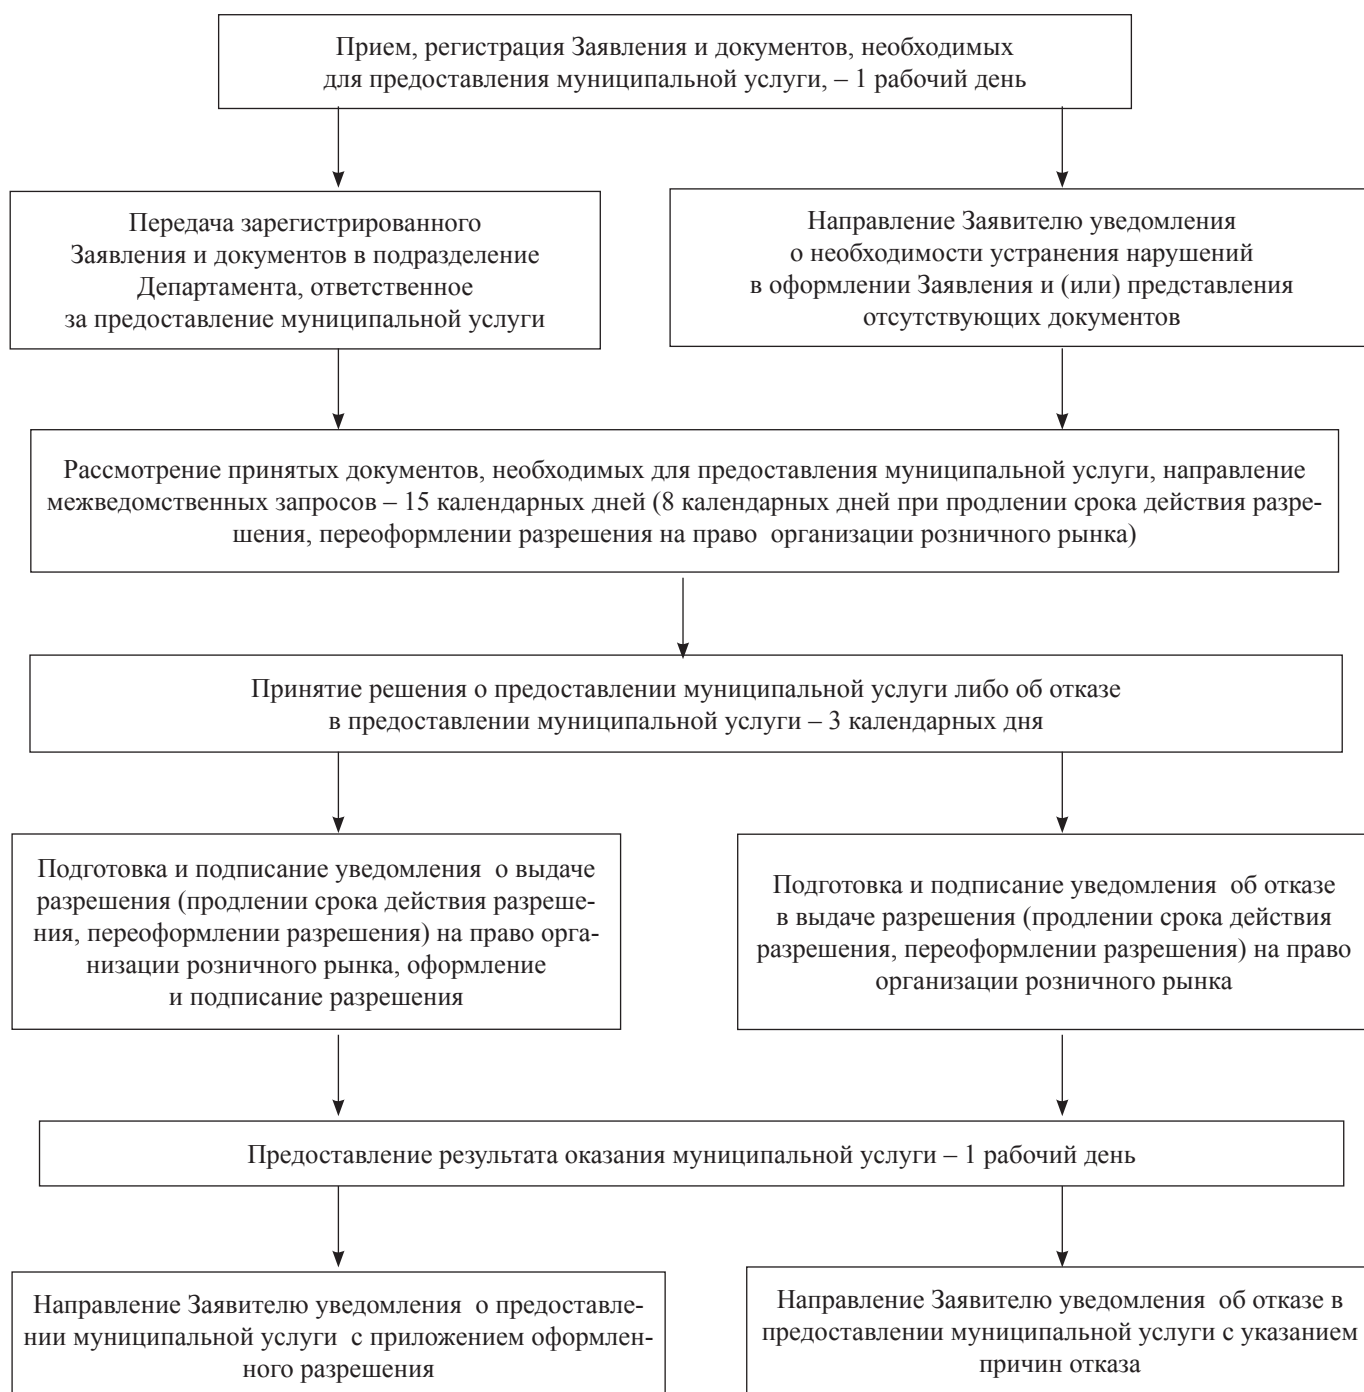 Прием, регистрация Заявления и документов, необходимых
для предоставления муниципальной услуги, – 1 рабочий день
Передача зарегистрированного
Заявления и документов в подразделение
Департамента, ответственное
за предоставление муниципальной услуги
Направление Заявителю уведомления
о необходимости устранения нарушений
в оформлении Заявления и (или) представления
отсутствующих документов
Рассмотрение принятых документов, необходимых для предоставления муниципальной услуги, направление
межведомственных запросов – 15 календарных дней (8 календарных дней при продлении срока действия разре-
шения, переоформлении разрешения на право организации розничного рынка)
Принятие решения о предоставлении муниципальной услуги либо об отказе
в предоставлении муниципальной услуги – 3 календарных дня
Подготовка и подписание уведомления о выдаче
разрешения (продлении срока действия разреше-
ния, переоформлении разрешения) на право орга-
низации розничного рынка, оформление
и подписание разрешения
Подготовка и подписание уведомления об отказе
в выдаче разрешения (продлении срока действия
разрешения, переоформлении разрешения) на право
организации розничного рынка
Предоставление результата оказания муниципальной услуги – 1 рабочий день
Направление Заявителю уведомления о предоставле-
нии муниципальной услуги с приложением оформлен-
ного разрешения
Направление Заявителю уведомления об отказе в
предоставлении муниципальной услуги с указанием
причин отказа